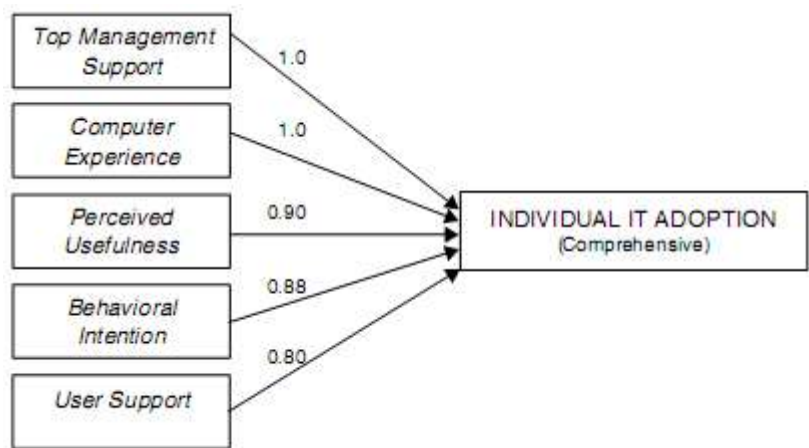 Top Management
Support
1.0
Computer
Experience
1.0
Perceived
Usefulness
0.90
INDIVIDUAL IT ADOPTION
(Comprehensive)
Behavioral
Intention
0.88
User Support
0.80